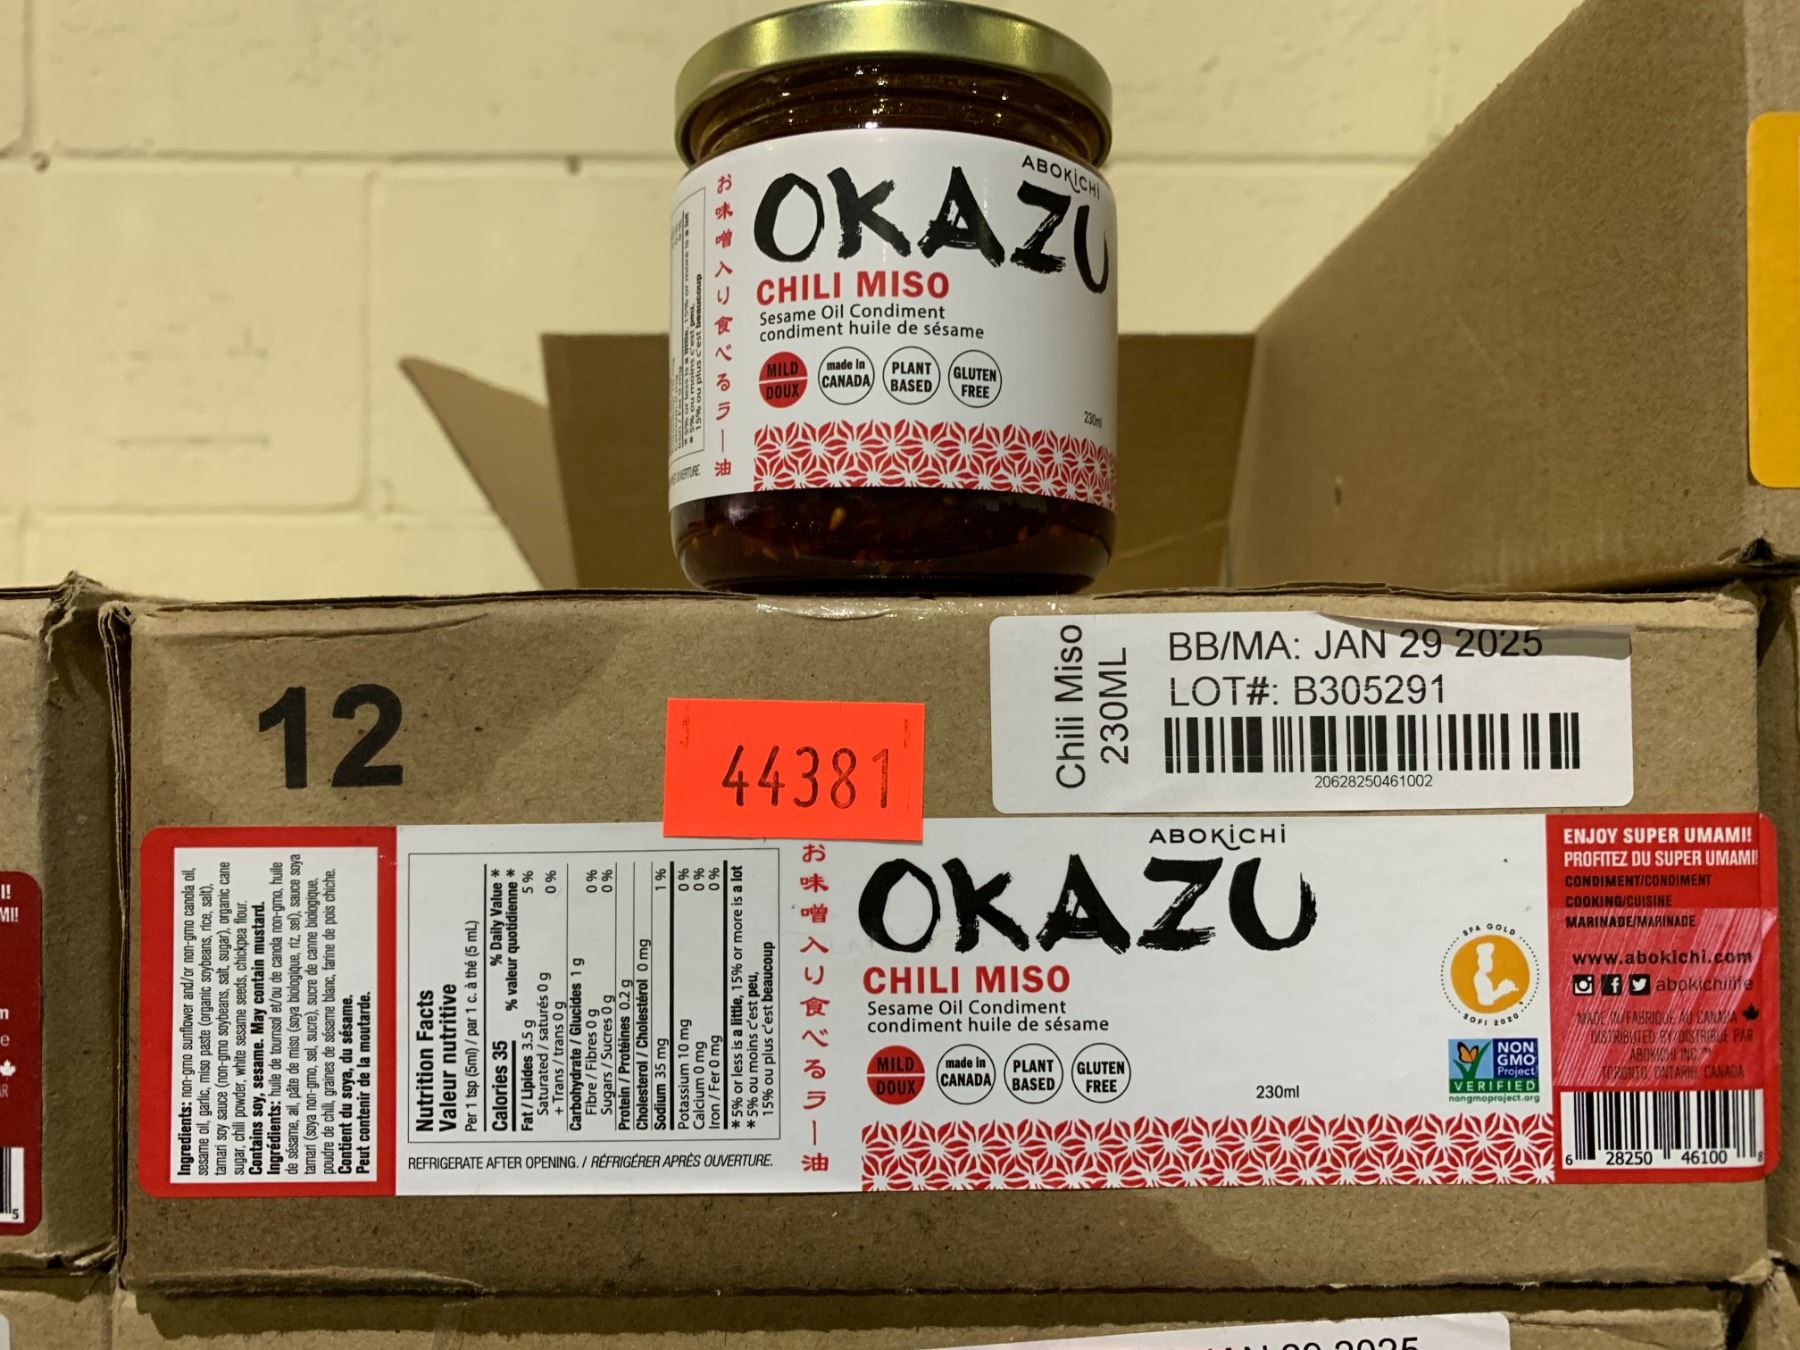 ABOKiCHi
OKAZU
お味噌入り食べるラー油
CHILI MISO
Sesame Oil Condiment
condiment huile de sésame
MILD
DOUX
made in
CANADA
PLANT
BASED
GLUTEN
FREE
230ml
15% ou plus c'est beaucoup
12
44381
Chili Miso
230ML
BB/MA: JAN 29 2025
LOT#: B305291
20628250461002
Ingredients: non-gmo sunflower and/or non-gmo canola oil,
sesame oil, garlic, miso paste (organic soybeans, rice, salt),
tamari soy sauce (non-gmo soybeans, salt, sugar), organic cane
sugar, chili powder, white sesame seeds, chickpea flour.
Contains soy, sesame. May contain mustard.
Ingrédients: huile de tournsol et/ou de canola non-gmo, huile
de sésame, ail, pâte de miso (soya biologique, riz, sel), sauce soya
tamari (soya non-gmo, sel, sucre), sucre de canne biologique,
poudre de chili, graines de sésame blanc, farine de pois chiche.
Contient du soya, du sésame.
Peut contenir de la moutarde.
Nutrition Facts
Valeur nutritive
Per 1 tsp (5ml) / par 1 c. à thé (5 mL)
Calories 35
% Daily Value *
% valeur quotidienne *
Fat / Lipides 3.5 g 5 %
Saturated / saturés 0 g
+ Trans / trans 0 g 0 %
Carbohydrate / Glucides 1 g
Fibre / Fibres 0 g 0 %
Sugars / Sucres 0 g 0 %
Protein / Protéines 0.2 g
Cholesterol / Cholestérol 0 mg
Sodium 35 mg 1 %
Potassium 10 mg 0 %
Calcium 0 mg 0 %
Iron / Fer 0 mg 0 %
*5% or less is a little, 15% or more is a lot
*5% ou moins c'est peu,
15% ou plus c'est beaucoup
REFRIGERATE AFTER OPENING. / RÉFRIGÉRER APRÈS OUVERTURE.
お味噌入り食べるラー油
ABOKiCHi
OKAZU
CHILI MISO
Sesame Oil Condiment
condiment huile de sésame
MILD
DOUX
made in
CANADA
PLANT
BASED
GLUTEN
FREE
230ml
SFA GOLD
SOFI 2020
NON
GMO
Project
VERIFIED
nongmoproject.org
ENJOY SUPER UMAMI!
PROFITEZ DU SUPER UMAMI!
CONDIMENT/CONDIMENT
COOKING/CUISINE
MARINADE/MARINADE
www.abokichi.com
abokichilife
MADE IN/FABRIQUÉ AU CANADA
DISTRIBUTED BY/DISTRIBUÉ PAR
ABOKICHI INC.™
TORONTO, ONTARIO, CANADA
6 28250 46100 8